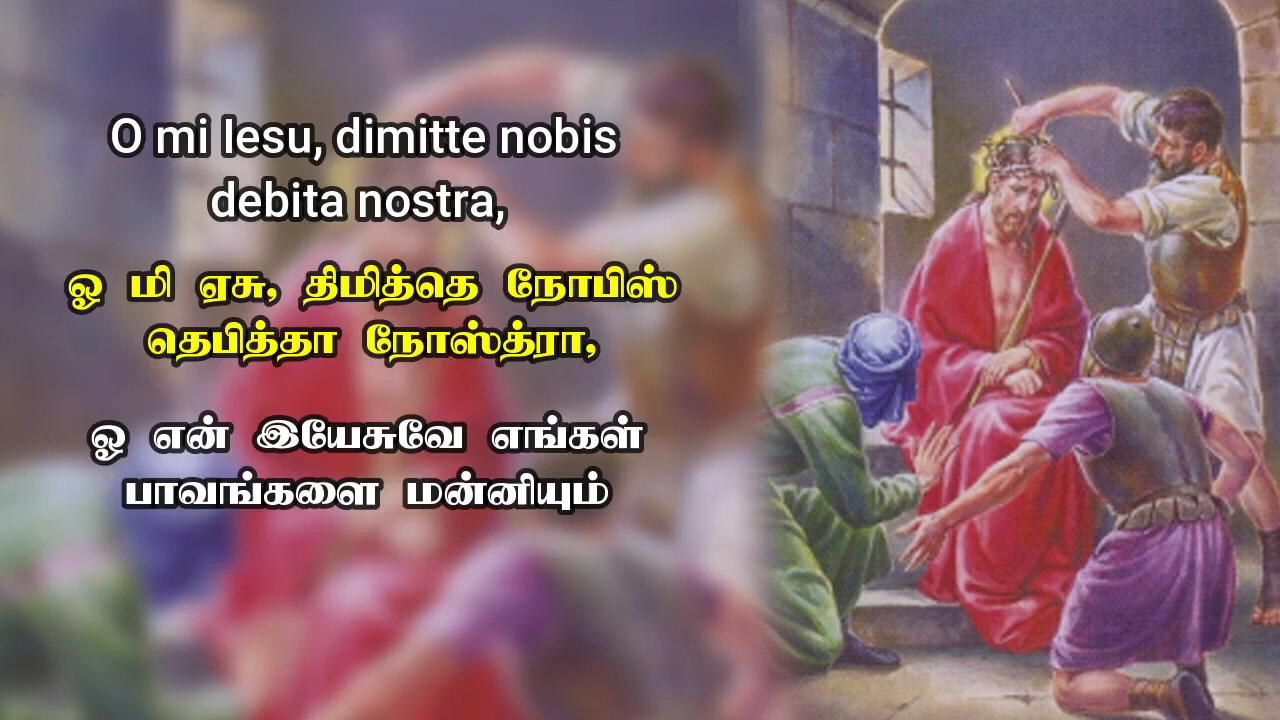 O mi Iesu, dimitte nobis
debita nostra,
ஓ மி ஏசு, திமித்தெ நோபிஸ்
தெபித்தா நோஸ்த்ரா,
ஓ என் இயேசுவே எங்கள்
பாவங்களை மன்னியும்